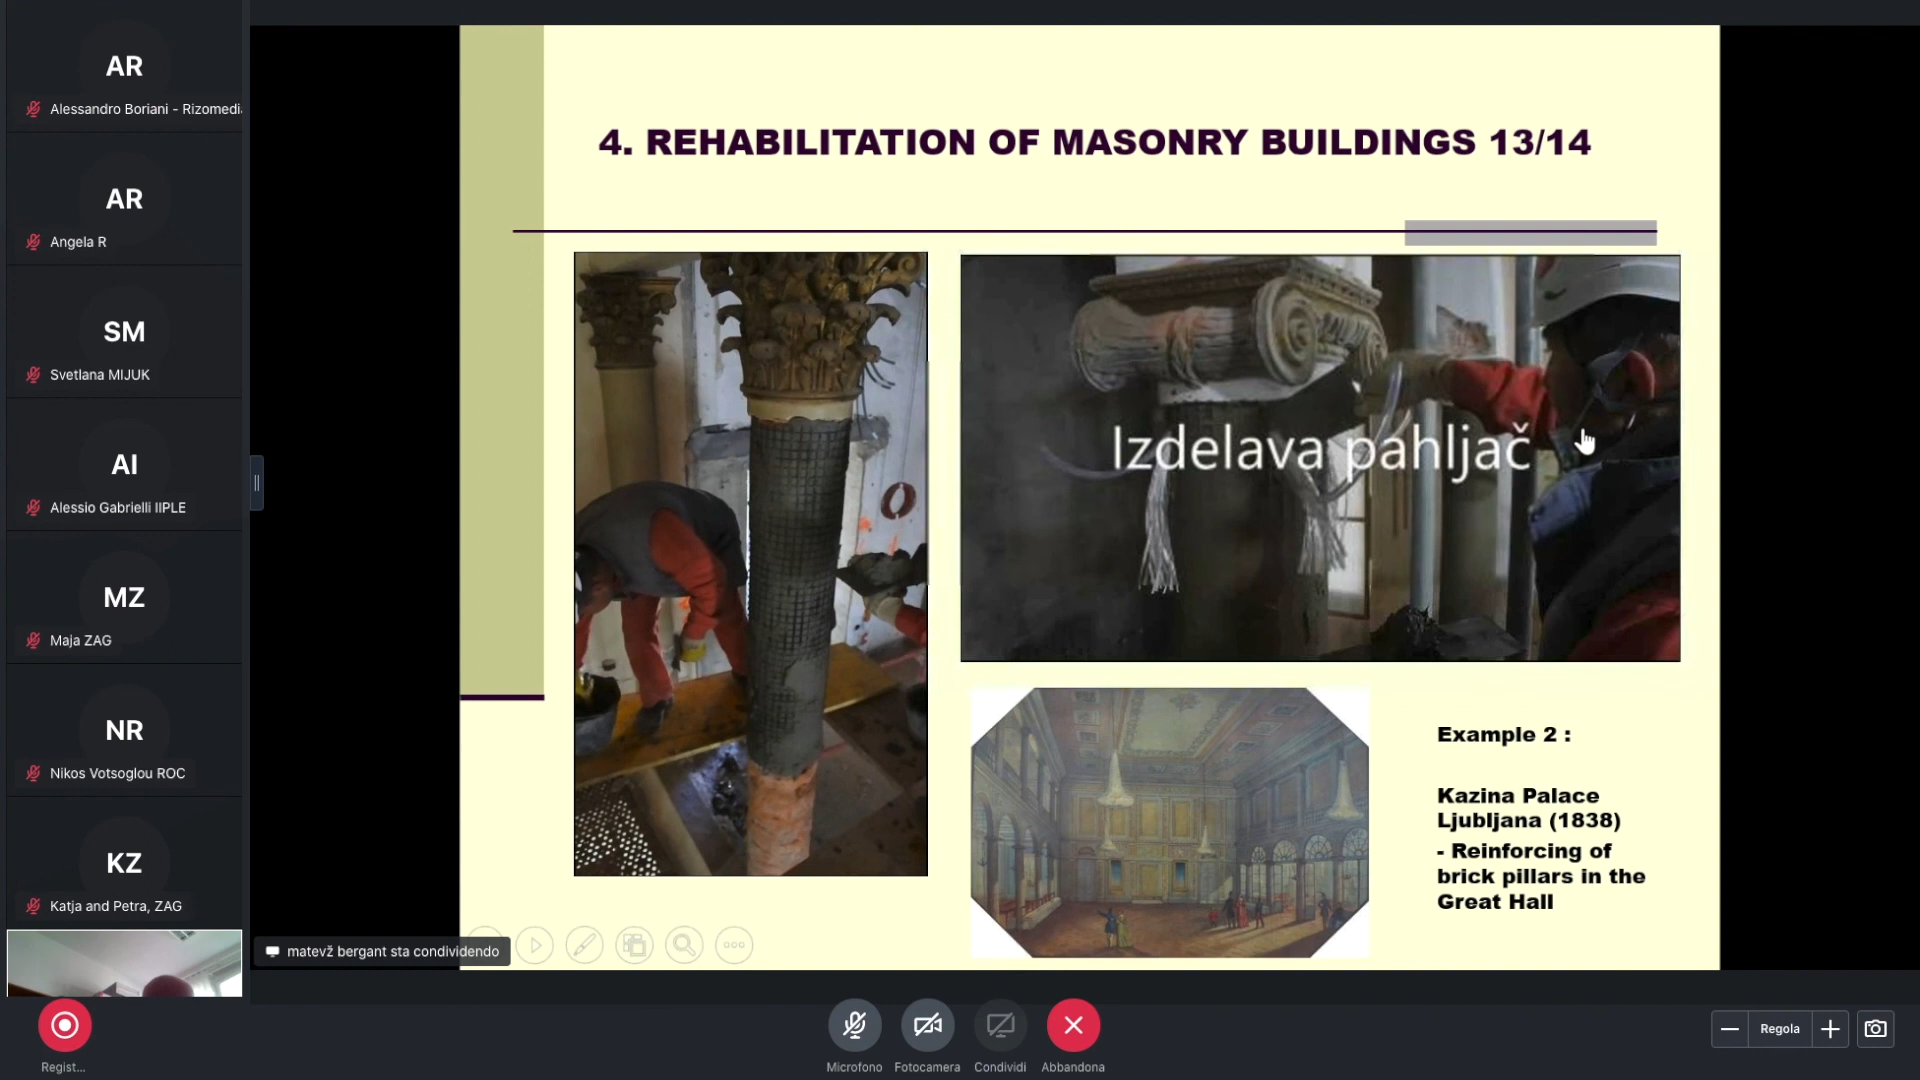 AR
Alessandro Boriani - Rizomedia
AR
Angela R
SM
Svetlana MIJUK
AI
Alessio Gabrielli IIPLE
MZ
Maja ZAG
NR
Nikos Votsoglou ROC
KZ
Katja and Petra, ZAG
4. REHABILITATION OF MASONRY BUILDINGS 13/14
Izdelava pahljač
Example 2 :
Kazina Palace
Ljubljana (1838)
- Reinforcing of
brick pillars in the
Great Hall
matevž bergant sta condividendo
Regist...
Microfono
Fotocamera
Condividi
Abbandona
Regola